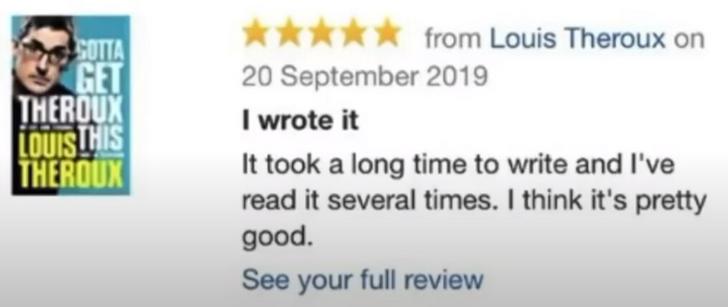 GOTTA
GET
THEROUX
THIS
LOUIS
THEROUX
★★★★★ from Louis Theroux on
20 September 2019
I wrote it
It took a long time to write and I've
read it several times. I think it's pretty
good.
See your full review